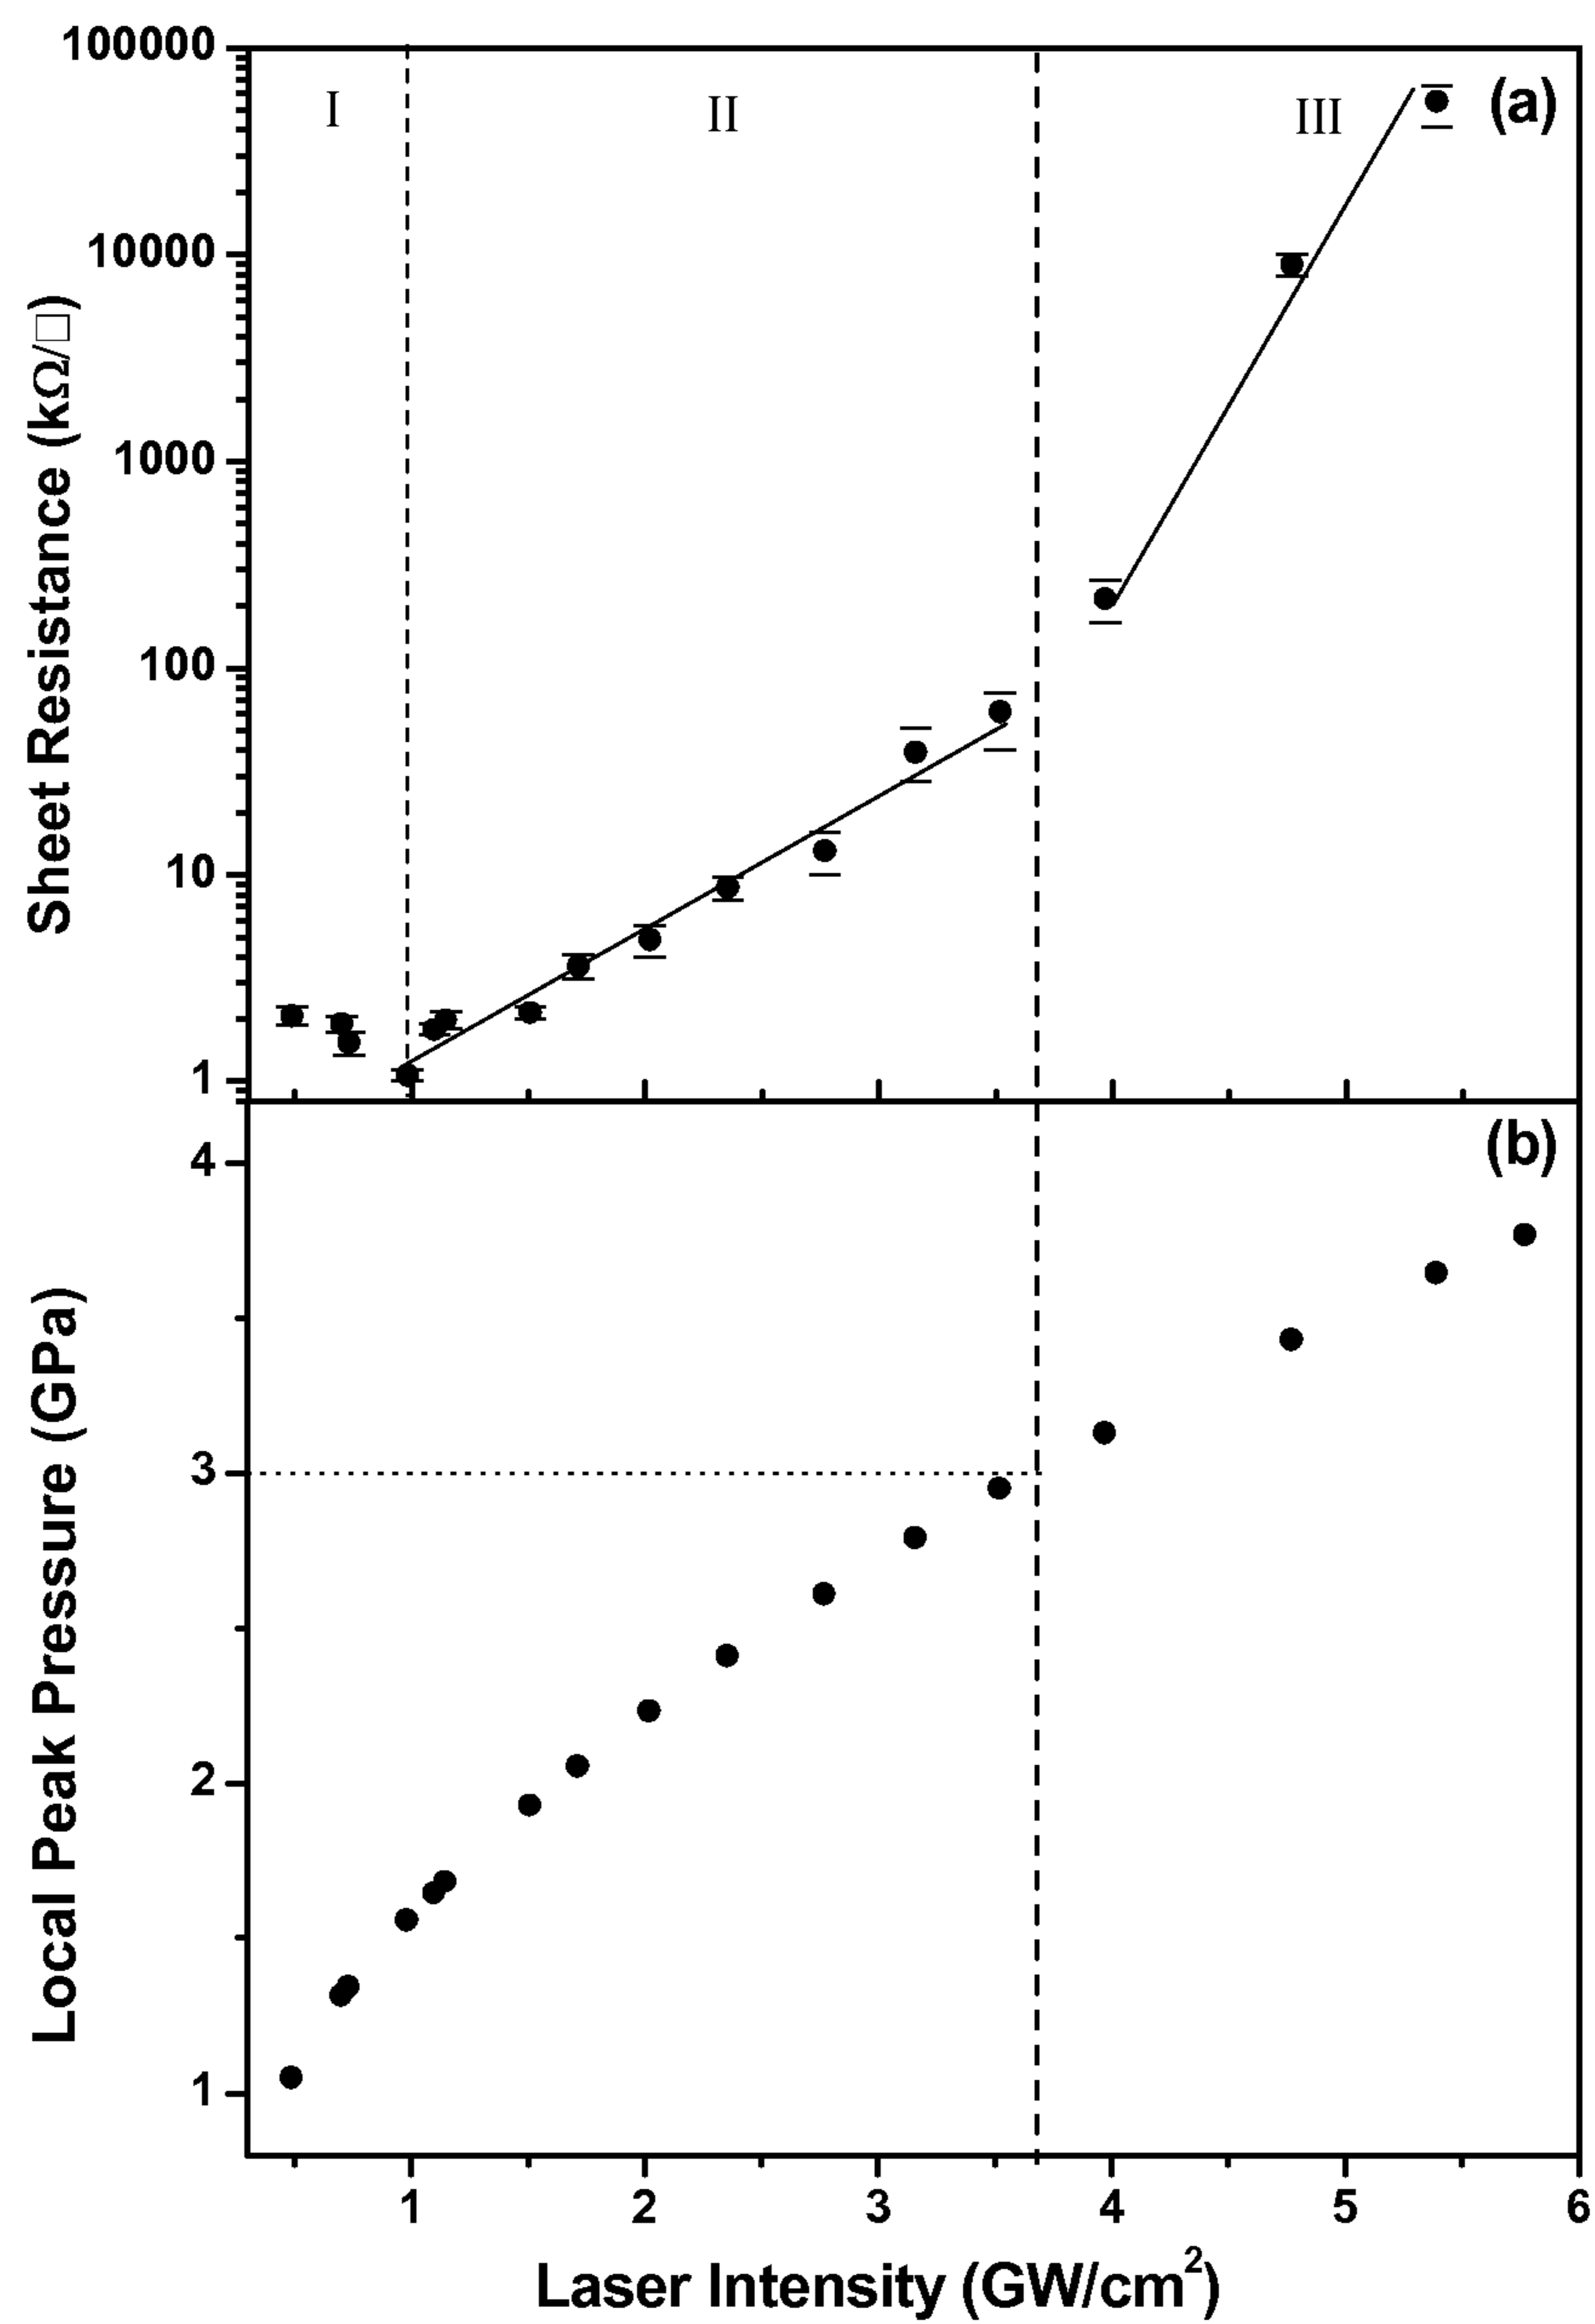 100000
10000
1000
100
10
1
Sheet Resistance (kΩ/□)
I
II
III
(a)
4
3
2
1
Local Peak Pressure (GPa)
(b)
1 2 3 4 5 6
Laser Intensity (GW/cm²)